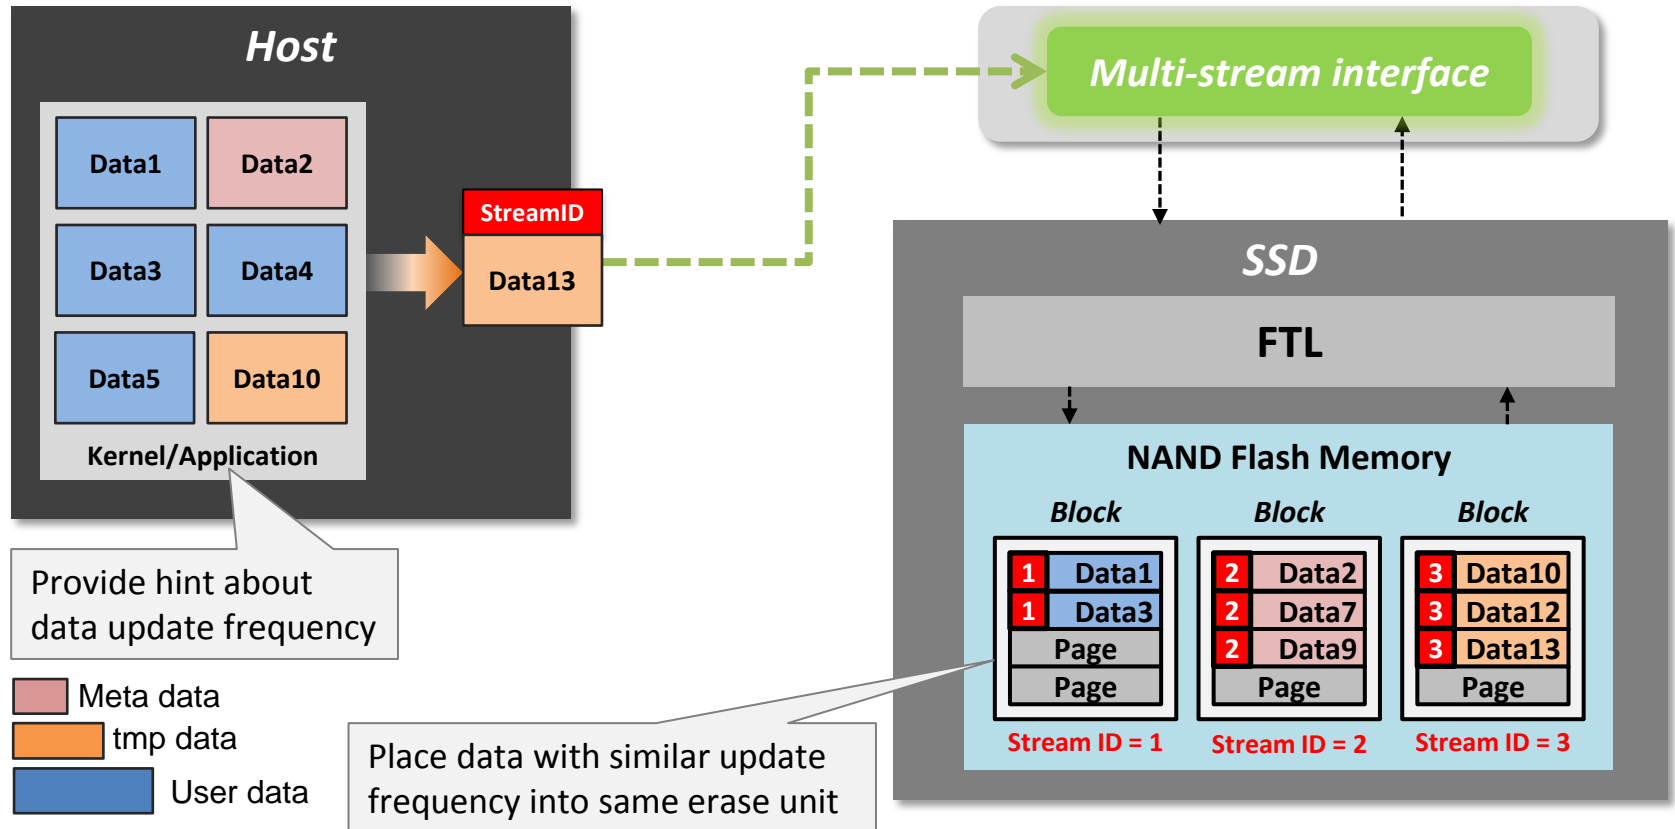 Host
Multi-stream interface
Data1
Data2
StreamID
Data3
Data4
Data13
Data5
Data10
Kernel/Application
SSD
FTL
NAND Flash Memory
Block
Block
Block
1 Data1
1 Data3
Page
Page
Stream ID = 1
2 Data2
2 Data7
2 Data9
Page
Stream ID = 2
3 Data10
3 Data12
3 Data13
Page
Stream ID = 3
Provide hint about
data update frequency
Meta data
tmp data
User data
Place data with similar update
frequency into same erase unit